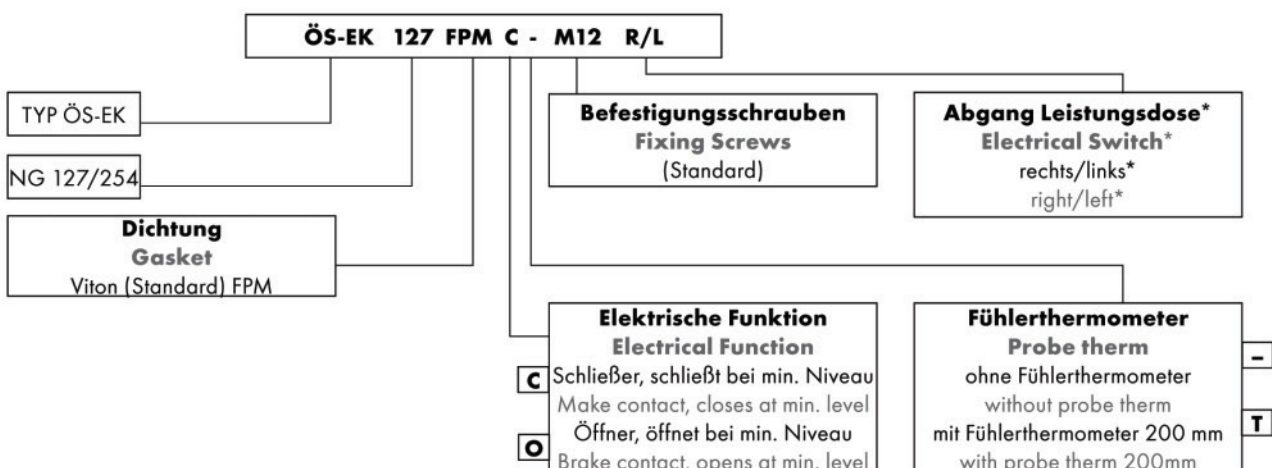 ÖS-EK 127 FPM C - M12 R/L
TYP ÖS-EK
NG 127/254
Dichtung
Gasket
Viton (Standard) FPM
Befestigungsschrauben
Fixing Screws
(Standard)
Abgang Leistungsdose*
Electrical Switch*
rechts/links*
right/left*
Elektrische Funktion
Electrical Function
C Schließer, schließt bei min. Niveau
Make contact, closes at min. level
O Öffner, öffnet bei min. Niveau
Brake contact, opens at min. level
Fühlerthermometer
Probe therm
–
ohne Fühlerthermometer
without probe therm
T
mit Fühlerthermometer 200 mm
with probe therm 200mm